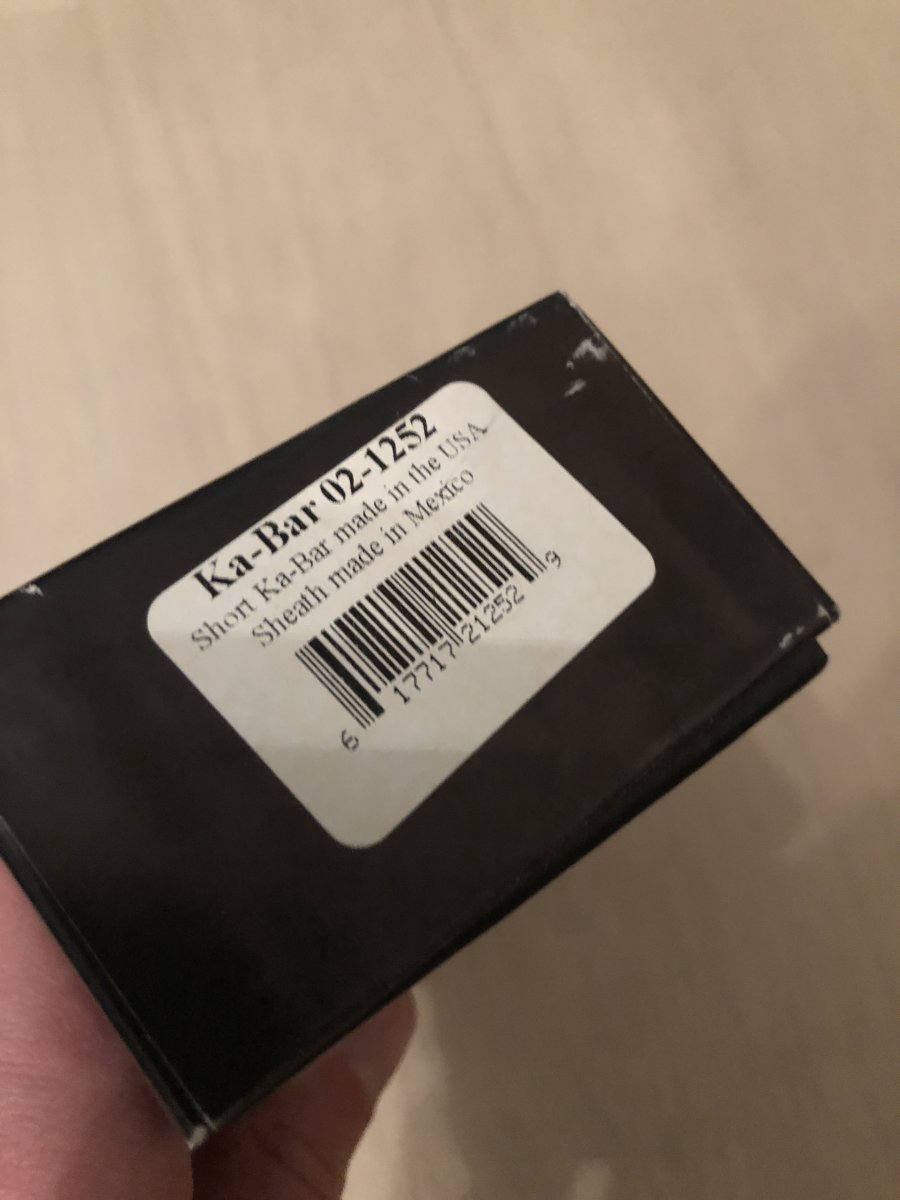 Ka-Bar 02-1252
Short Ka-Bar made in the USA
Sheath made in Mexico
6 17717 21252 9